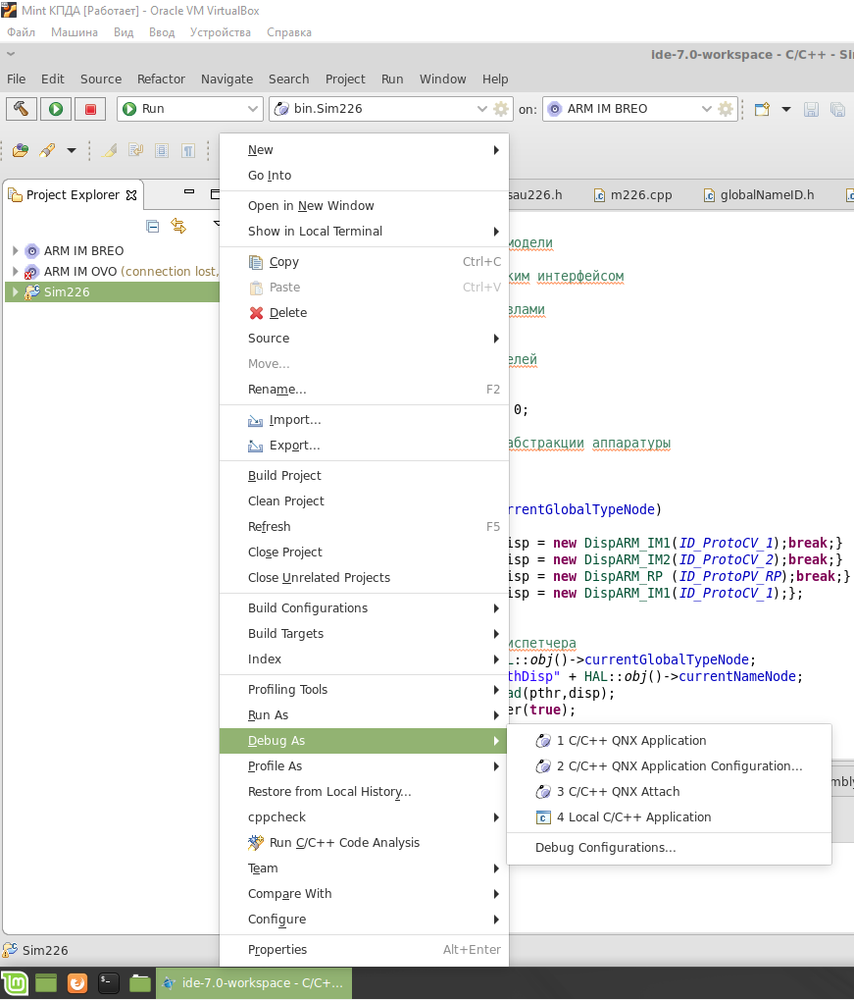 Mint КПДА [Работает] - Oracle VM VirtualBox
Файл Машина Вид Ввод Устройства Справка
ide-7.0-workspace - C/C++ - Si
File Edit Source Refactor Navigate Search Project Run Window Help
Run bin.Sim226 on: ARM IM BREO
Project Explorer
sau226.h m226.cpp globalNameID.h
ARM IM BREO
ARM IM OVO (connection lost,
Sim226
New
Go Into
Open in New Window
Show in Local Terminal
Copy Ctrl+C
Paste Ctrl+V
Delete
Source
Move...
Rename... F2
Import...
Export...
Build Project
Clean Project
Refresh F5
Close Project
Close Unrelated Projects
Build Configurations
Build Targets
Index
Profiling Tools
Run As
Debug As
Profile As
Restore from Local History...
cppcheck
Run C/C++ Code Analysis
Team
Compare With
Configure
Properties Alt+Enter
модели
ким интерфейсом
злами
елей
0;
абстракции аппаратуры
rrentGlobalTypeNode)
isp = new DispARM_IM1(ID_ProtoCV_1);break;}
isp = new DispARM_IM2(ID_ProtoCV_2);break;}
isp = new DispARM_RP (ID_ProtoPV_RP);break;}
isp = new DispARM_IM1(ID_ProtoCV_1);};
испетчера
L::obj()->currentGlobalTypeNode;
thDisp" + HAL::obj()->currentNameNode;
ad(pthr,disp);
er(true);
1 C/C++ QNX Application
2 C/C++ QNX Application Configuration...
3 C/C++ QNX Attach
4 Local C/C++ Application
Debug Configurations...
mbly
Sim226
ide-7.0-workspace - C/C+...